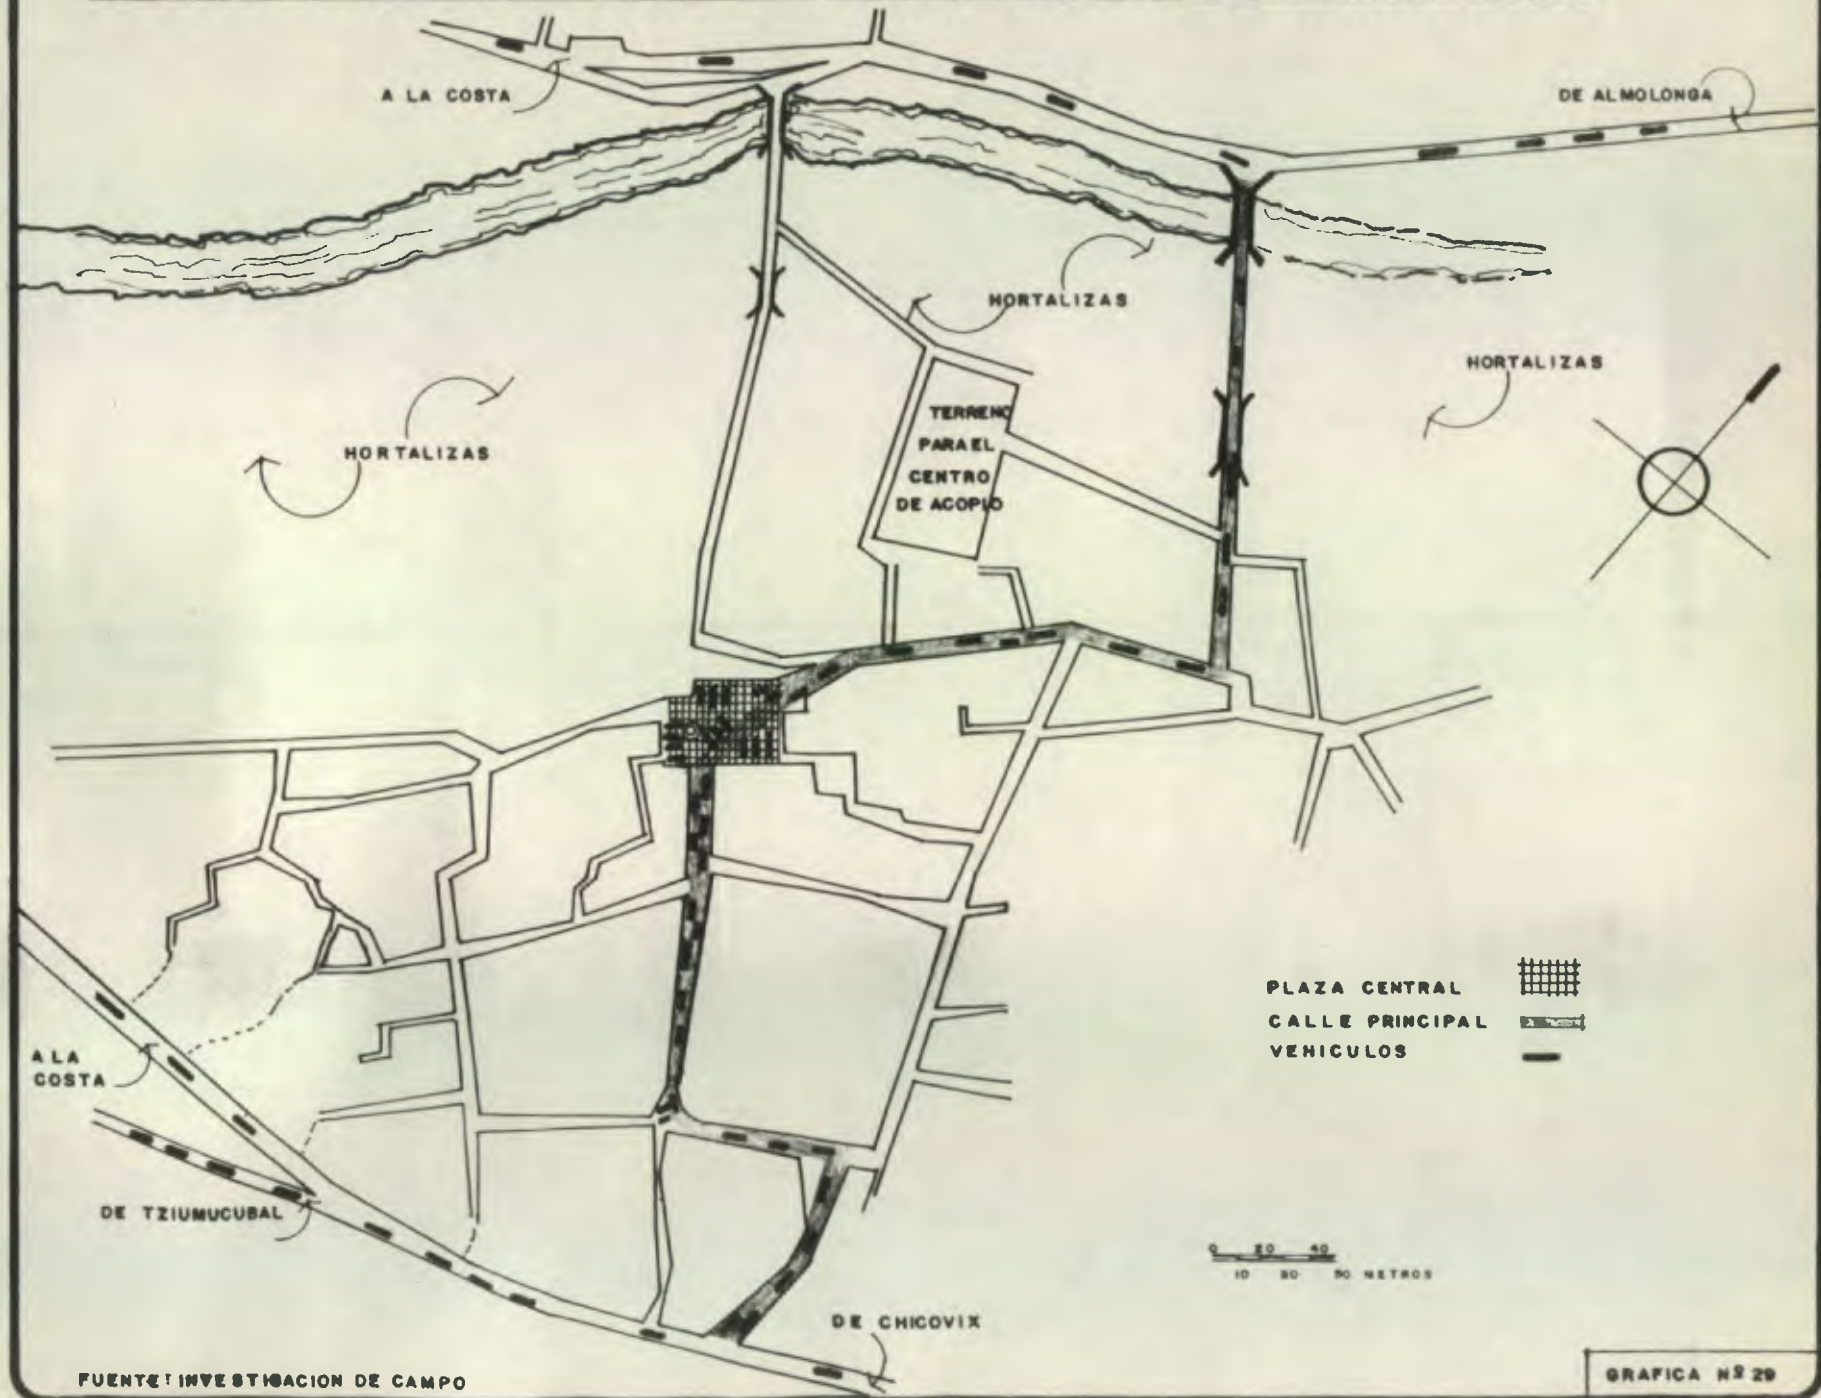 A LA COSTA
DE ALMOLONGA
HORTALIZAS
HORTALIZAS
HORTALIZAS
TERRENO
PARA EL
CENTRO
DE ACOPIO
PLAZA CENTRAL
CALLE PRINCIPAL
VEHICULOS
A LA
COSTA
DE TZIUMUCUBAL
0 20 40
10 30 50 METROS
DE CHICOVIX
FUENTE: INVESTIGACION DE CAMPO
GRAFICA Nº 29